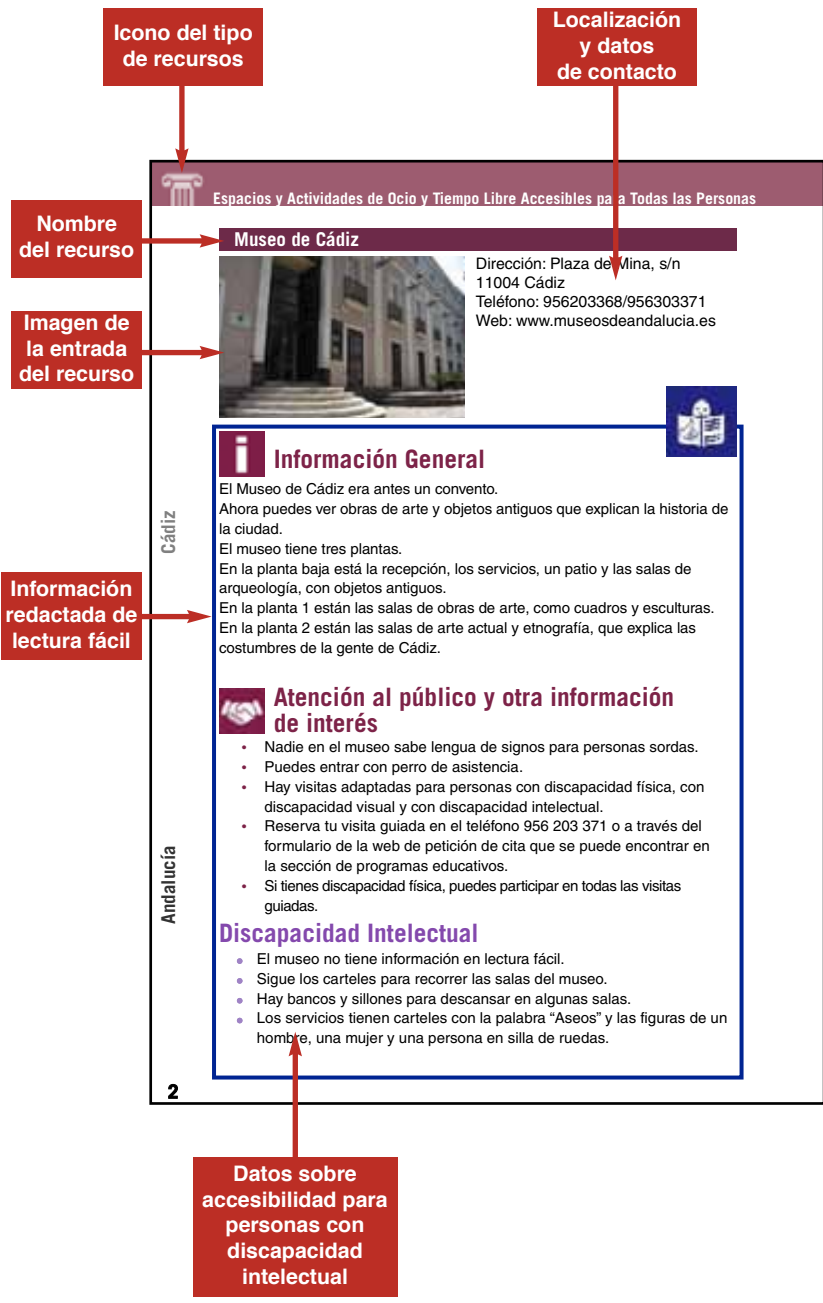 Icono del tipo
de recursos
Localización
y datos
de contacto
Espacios y Actividades de Ocio y Tiempo Libre Accesibles para Todas las Personas
Nombre
del recurso
Museo de Cádiz
Dirección: Plaza de Mina, s/n
11004 Cádiz
Teléfono: 956203368/956303371
Web: www.museosdeandalucia.es
Imagen de
la entrada
del recurso
i Información General
El Museo de Cádiz era antes un convento.
Ahora puedes ver obras de arte y objetos antiguos que explican la historia de
la ciudad.
El museo tiene tres plantas.
En la planta baja está la recepción, los servicios, un patio y las salas de
arqueología, con objetos antiguos.
En la planta 1 están las salas de obras de arte, como cuadros y esculturas.
En la planta 2 están las salas de arte actual y etnografía, que explica las
costumbres de la gente de Cádiz.
Cádiz
Información
redactada de
lectura fácil
Atención al público y otra información
de interés
• Nadie en el museo sabe lengua de signos para personas sordas.
• Puedes entrar con perro de asistencia.
• Hay visitas adaptadas para personas con discapacidad física, con
discapacidad visual y con discapacidad intelectual.
• Reserva tu visita guiada en el teléfono 956 203 371 o a través del
formulario de la web de petición de cita que se puede encontrar en
la sección de programas educativos.
• Si tienes discapacidad física, puedes participar en todas las visitas
guiadas.
Andalucía
Discapacidad Intelectual
• El museo no tiene información en lectura fácil.
• Sigue los carteles para recorrer las salas del museo.
• Hay bancos y sillones para descansar en algunas salas.
• Los servicios tienen carteles con la palabra “Aseos” y las figuras de un
hombre, una mujer y una persona en silla de ruedas.
2
Datos sobre
accesibilidad para
personas con
discapacidad
intelectual